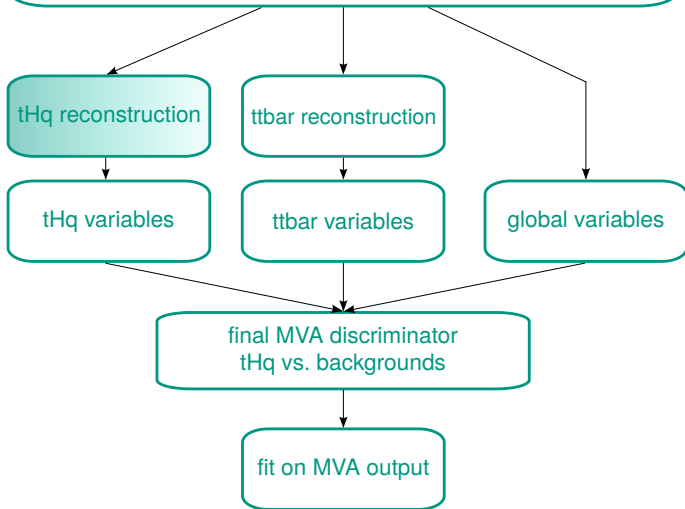 tHq reconstruction
ttbar reconstruction
tHq variables
ttbar variables
global variables
final MVA discriminator
tHq vs. backgrounds
fit on MVA output